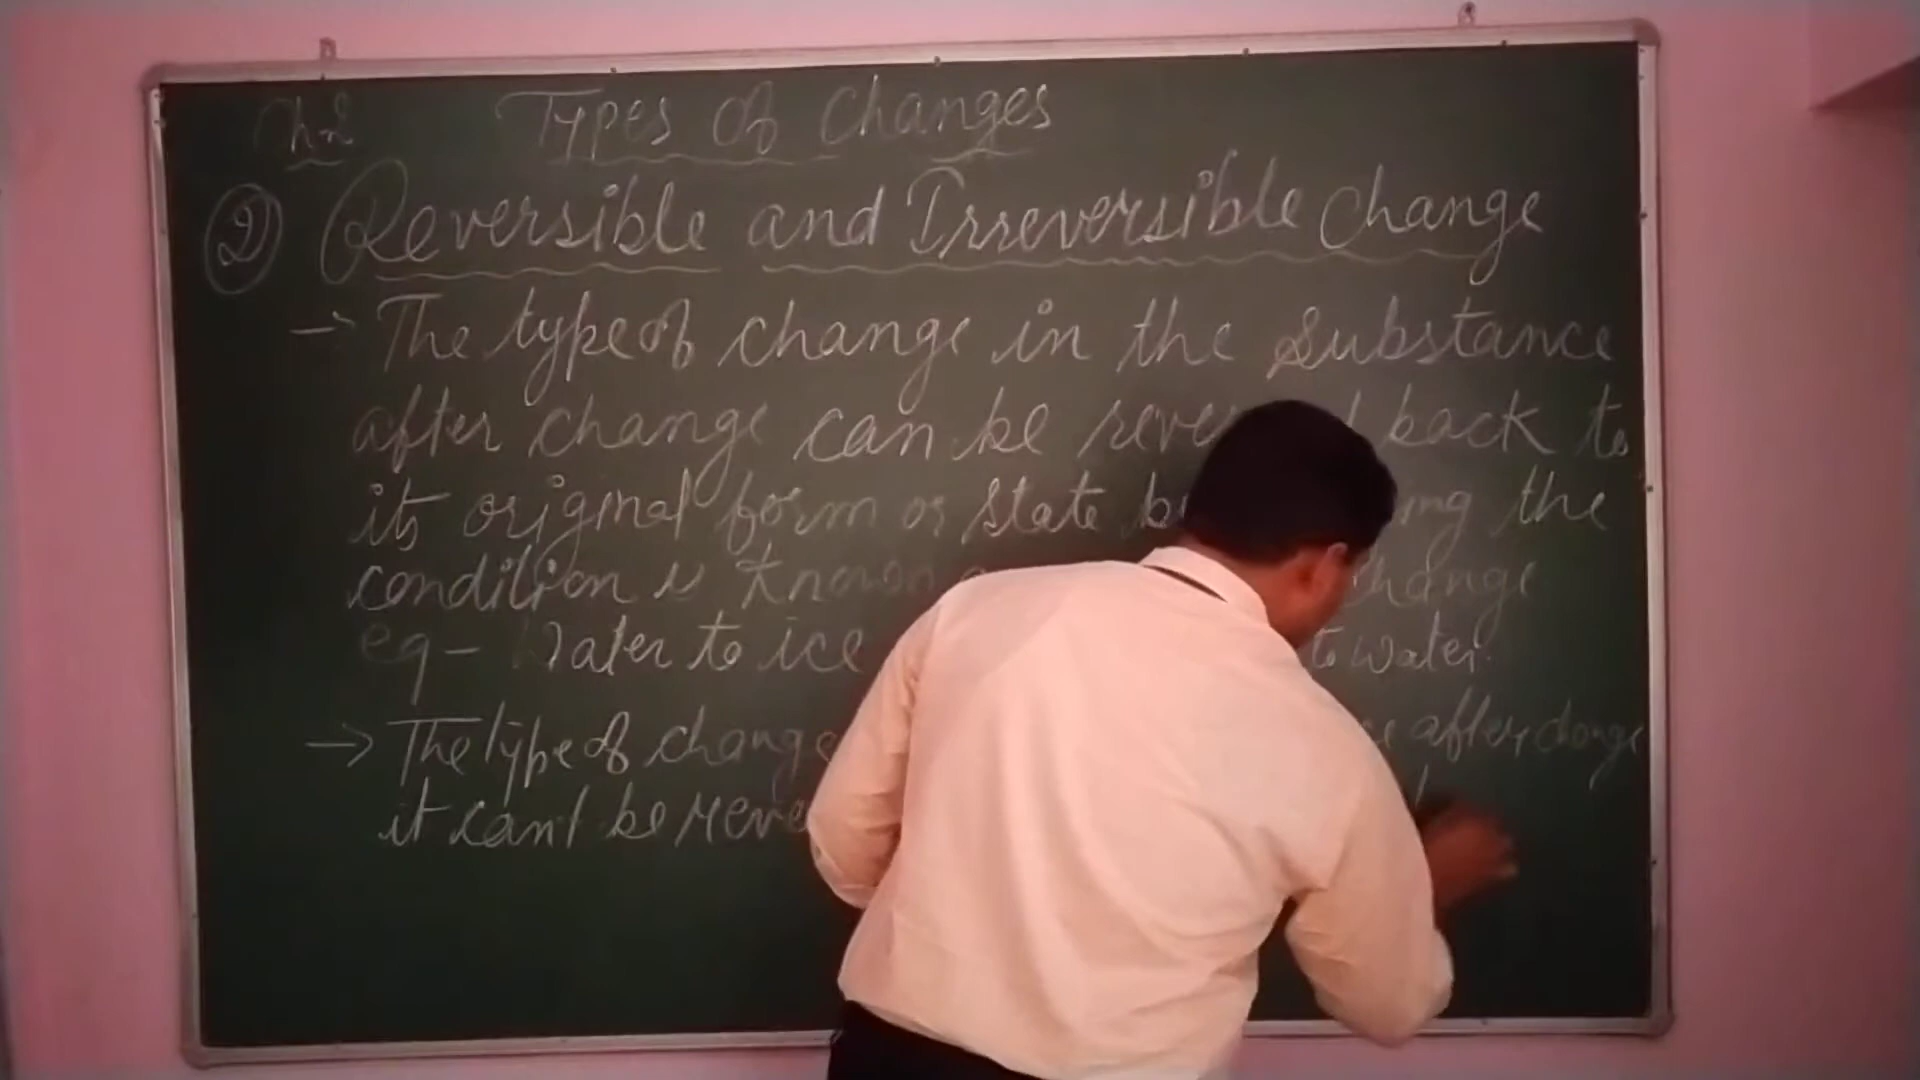 Ch-2 Types of Changes
2 Reversible and Irreversible Change
→ The type of change in the substance
after change can be back to
its original form or state the
condition is known change
eg - Water to ice to water.
→ The type of change after change
it can't be